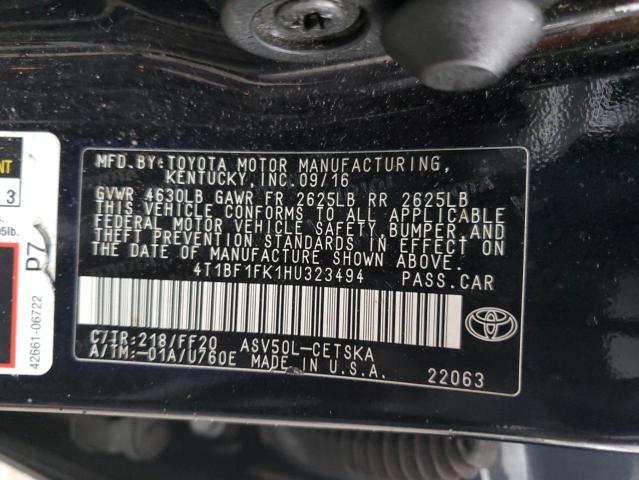 MFD. BY: TOYOTA MOTOR MANUFACTURING,
KENTUCKY, INC. 09/16
GVWR 4630LB GAWR FR 2625LB RR 2625LB
THIS VEHICLE CONFORMS TO ALL APPLICABLE
FEDERAL MOTOR VEHICLE SAFETY, BUMPER, AND
THEFT PREVENTION STANDARDS IN EFFECT ON
THE DATE OF MANUFACTURE SHOWN ABOVE.
4T1BF1FK1HU323494 PASS.CAR
C/TR:218/FF20 ASV50L-CETSKA
A/TM:-01A/U760E MADE IN U.S.A.
22063
3
P7
42661-06722